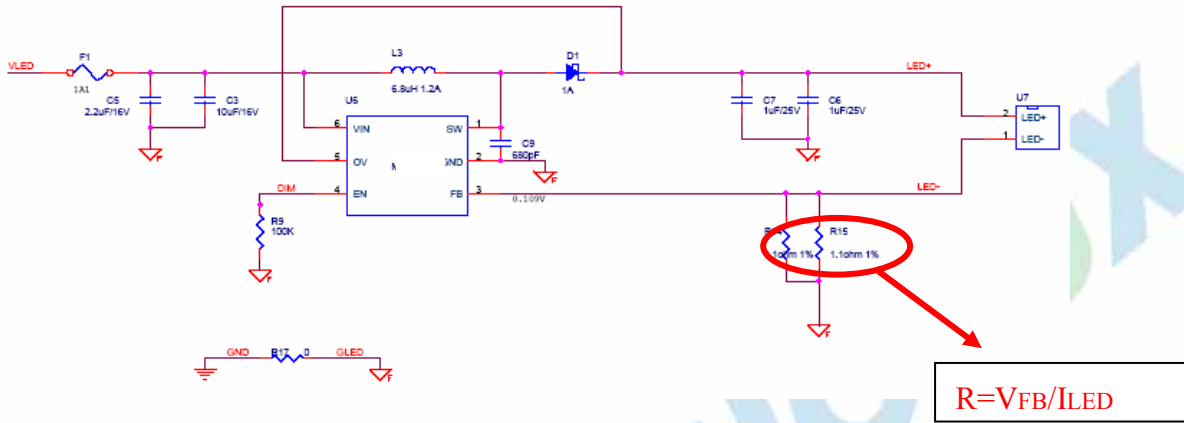 F1
VLED
1A1
C5
2.2uF/16V
C3
10uF/16V
L3
6.8uH 1.2A
D1
1A
LED+
C7
1uF/25V
C6
1uF/25V
U7
2 LED+
1 LED-
U6
6 VIN
SW 1
5 OV
GND 2
4 EN
FB 3
C9
680pF
0.109V
DIM
R9
100K
LED-
R15
1ohm 1%
1.1ohm 1%
F
F
F
F
F
GND R17 0 GLED
F
R=VFB/ILED